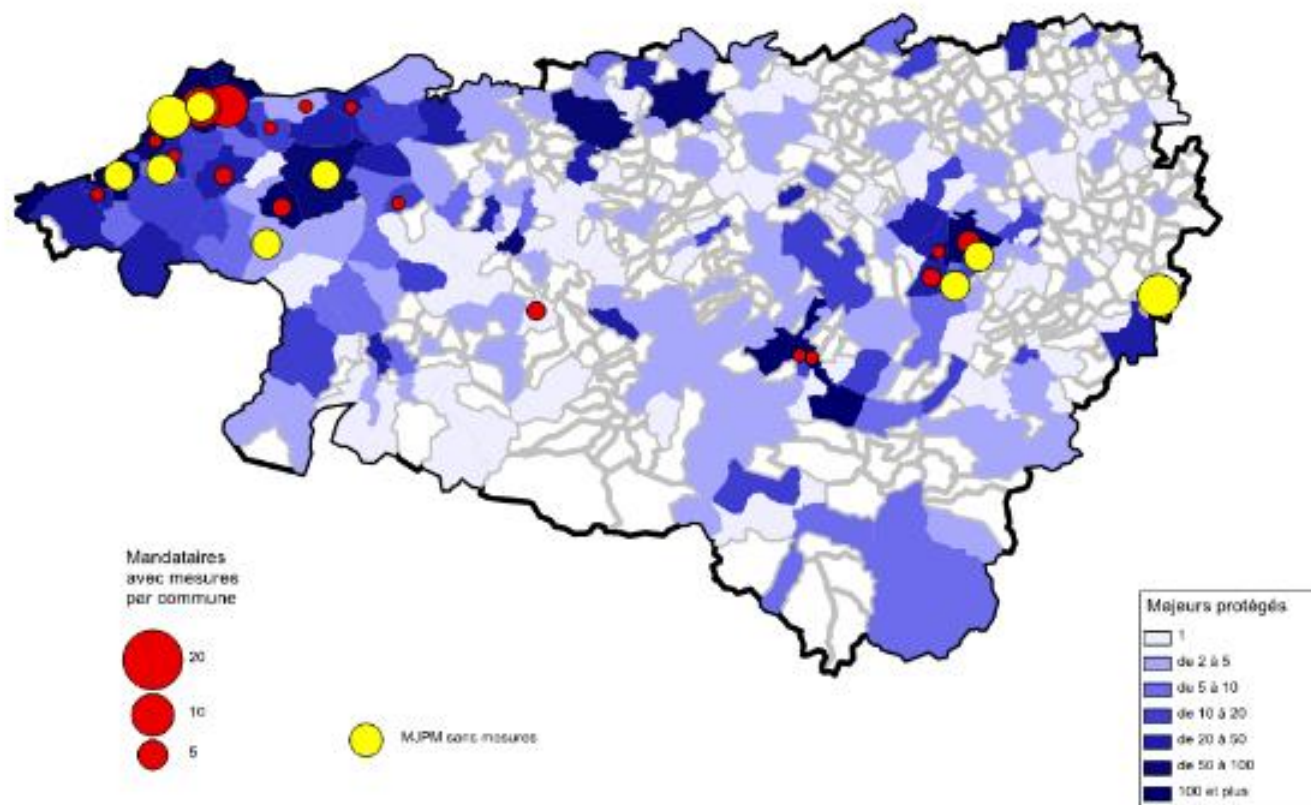 Mandataires
avec mesures
par commune
20
10
5
MJPM sans mesures
Majeurs protégés
1
de 2 à 5
de 5 à 10
de 10 à 20
de 20 à 50
de 50 à 100
100 et plus